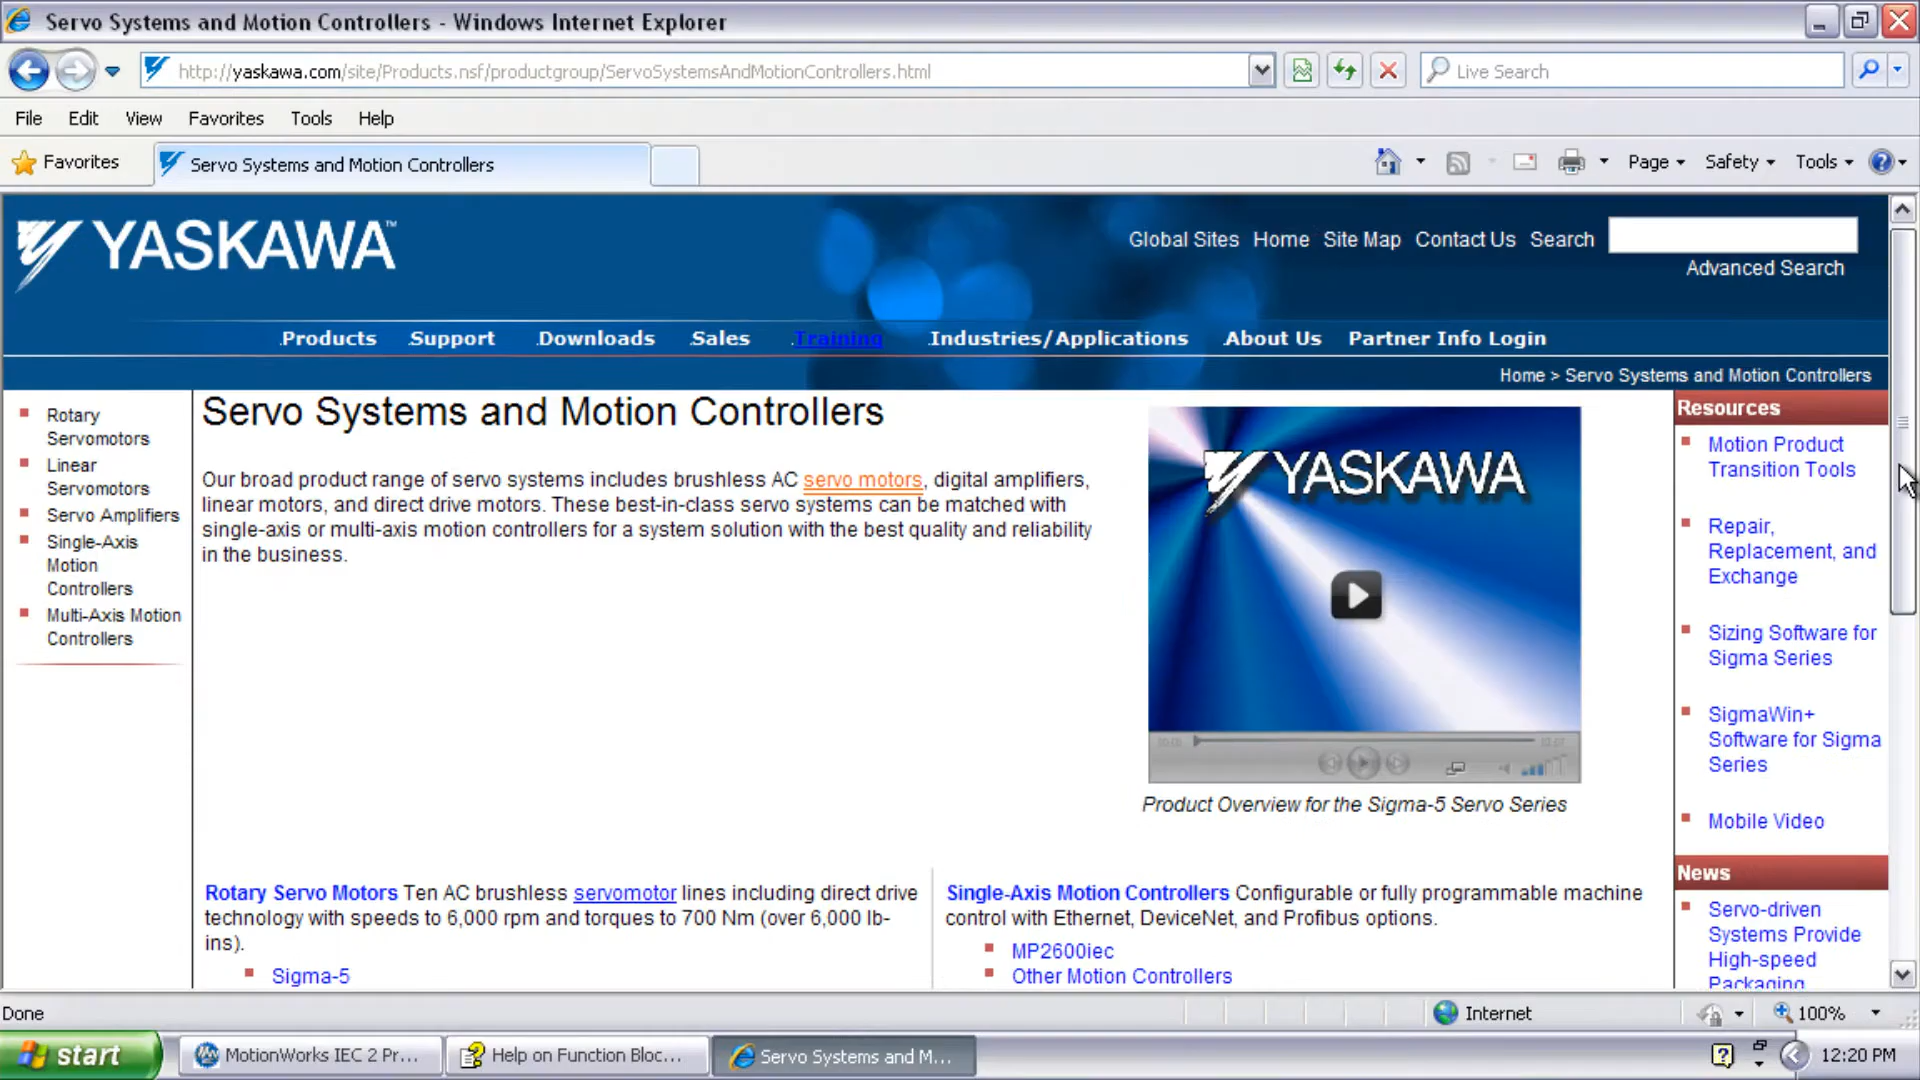 Servo Systems and Motion Controllers - Windows Internet Explorer
http://yaskawa.com/site/Products.nsf/productgroup/ServoSystemsAndMotionControllers.html
Live Search
File Edit View Favorites Tools Help
Favorites
Servo Systems and Motion Controllers
Page Safety Tools
YASKAWA™
Global Sites Home Site Map Contact Us Search
Advanced Search
Products Support Downloads Sales Training Industries/Applications About Us Partner Info Login
Home > Servo Systems and Motion Controllers
Rotary
Servomotors
Linear
Servomotors
Servo Amplifiers
Single-Axis
Motion
Controllers
Multi-Axis Motion
Controllers
Servo Systems and Motion Controllers
Our broad product range of servo systems includes brushless AC servo motors, digital amplifiers,
linear motors, and direct drive motors. These best-in-class servo systems can be matched with
single-axis or multi-axis motion controllers for a system solution with the best quality and reliability
in the business.
YASKAWA
Product Overview for the Sigma-5 Servo Series
Rotary Servo Motors Ten AC brushless servomotor lines including direct drive
technology with speeds to 6,000 rpm and torques to 700 Nm (over 6,000 lb-
ins).
Sigma-5
Single-Axis Motion Controllers Configurable or fully programmable machine
control with Ethernet, DeviceNet, and Profibus options.
MP2600iec
Other Motion Controllers
Resources
Motion Product
Transition Tools
Repair,
Replacement, and
Exchange
Sizing Software for
Sigma Series
SigmaWin+
Software for Sigma
Series
Mobile Video
News
Servo-driven
Systems Provide
High-speed
Packaging
Done
Internet
100%
start
MotionWorks IEC 2 Pr...
Help on Function Bloc...
Servo Systems and M...
12:20 PM